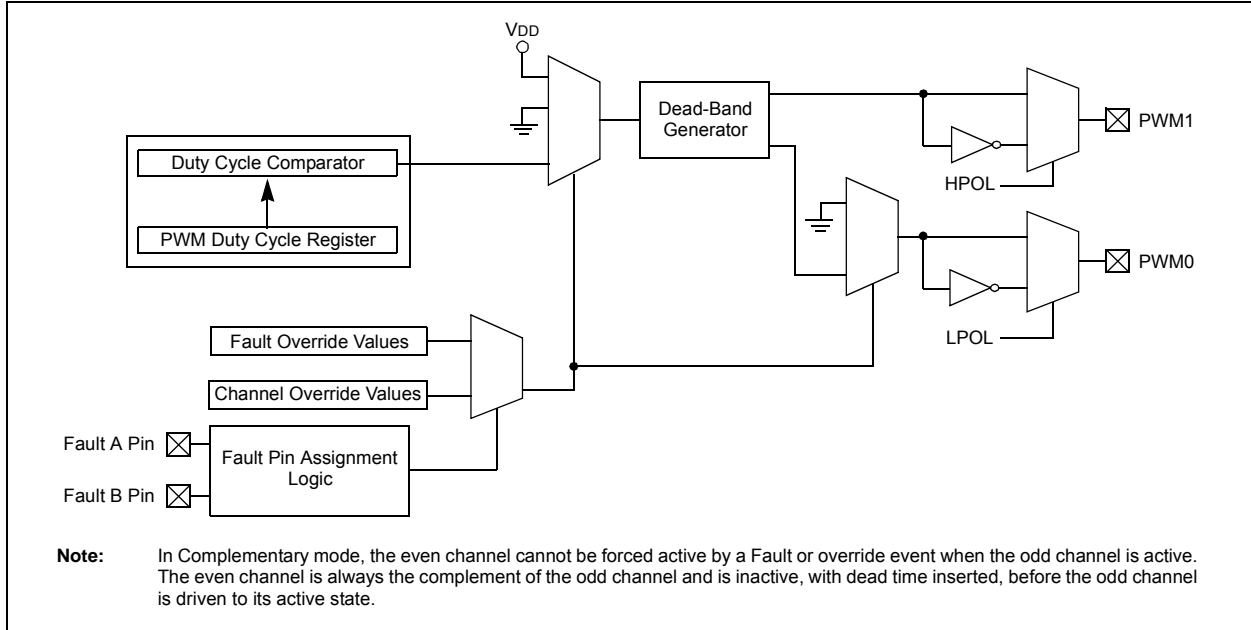 VDD
Dead-Band
Generator
PWM1
Duty Cycle Comparator
HPOL
PWM Duty Cycle Register
PWM0
Fault Override Values
LPOL
Channel Override Values
Fault A Pin
Fault Pin Assignment
Logic
Fault B Pin
Note: In Complementary mode, the even channel cannot be forced active by a Fault or override event when the odd channel is active.
The even channel is always the complement of the odd channel and is inactive, with dead time inserted, before the odd channel
is driven to its active state.